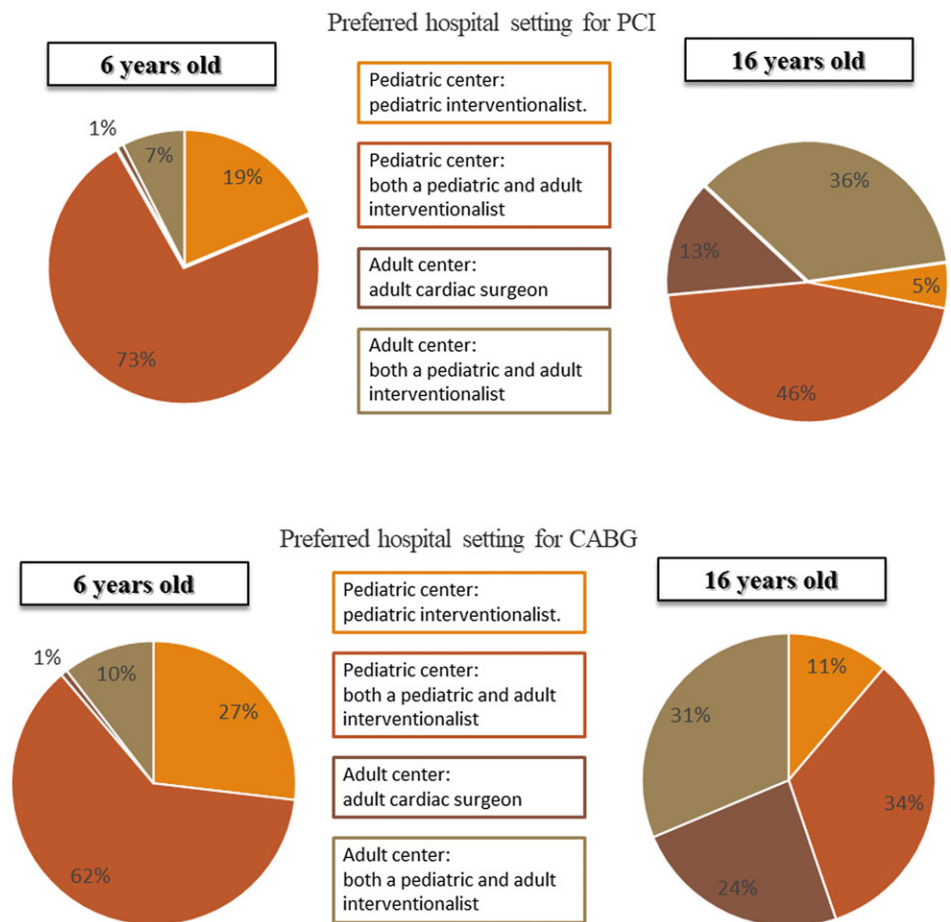 Preferred hospital setting for PCI
6 years old
16 years old
Pediatric center:
pediatric interventionalist.
Pediatric center:
both a pediatric and adult
interventionalist
Adult center:
adult cardiac surgeon
Adult center:
both a pediatric and adult
interventionalist
1%
7%
19%
73%
36%
13%
5%
46%
Preferred hospital setting for CABG
6 years old
16 years old
Pediatric center:
pediatric interventionalist.
Pediatric center:
both a pediatric and adult
interventionalist
Adult center:
adult cardiac surgeon
Adult center:
both a pediatric and adult
interventionalist
1%
10%
27%
62%
11%
31%
34%
24%